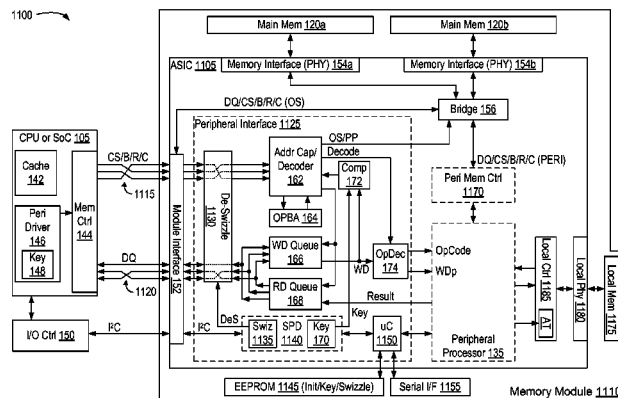 1100
Main Mem 120a
Main Mem 120b
ASIC 1105
Memory Interface (PHY) 154a
Memory Interface (PHY) 154b
DQ/CS/B/R/C (OS)
Bridge 156
CPU or SoC 105
Peripheral Interface 1125
OS/PP
Cache 142
CS/B/R/C
Addr Cap/Decoder 162
Decode
Comp 172
DQ/CS/B/R/C (PERI)
Peri Mem Ctrl 1170
1115
Mem Ctrl 144
Peri Driver 146
Key 148
De-Swizzle 1130
OPBA 164
Module Interface 152
DQ
WD Queue 166
WD
OpDec 174
OpCode
WDp
1120
RD Queue 168
Result
Local Ctrl 1185
AT
Local Phy 1180
Local Mem 1175
DeS
Key
I/O Ctrl 150
I²C
I²C
Swiz 1135
SPD 1140
Key 170
uC 1150
Peripheral Processor 135
EEPROM 1145 (Init/Key/Swizzle)
Serial I/F 1155
Memory Module 1110